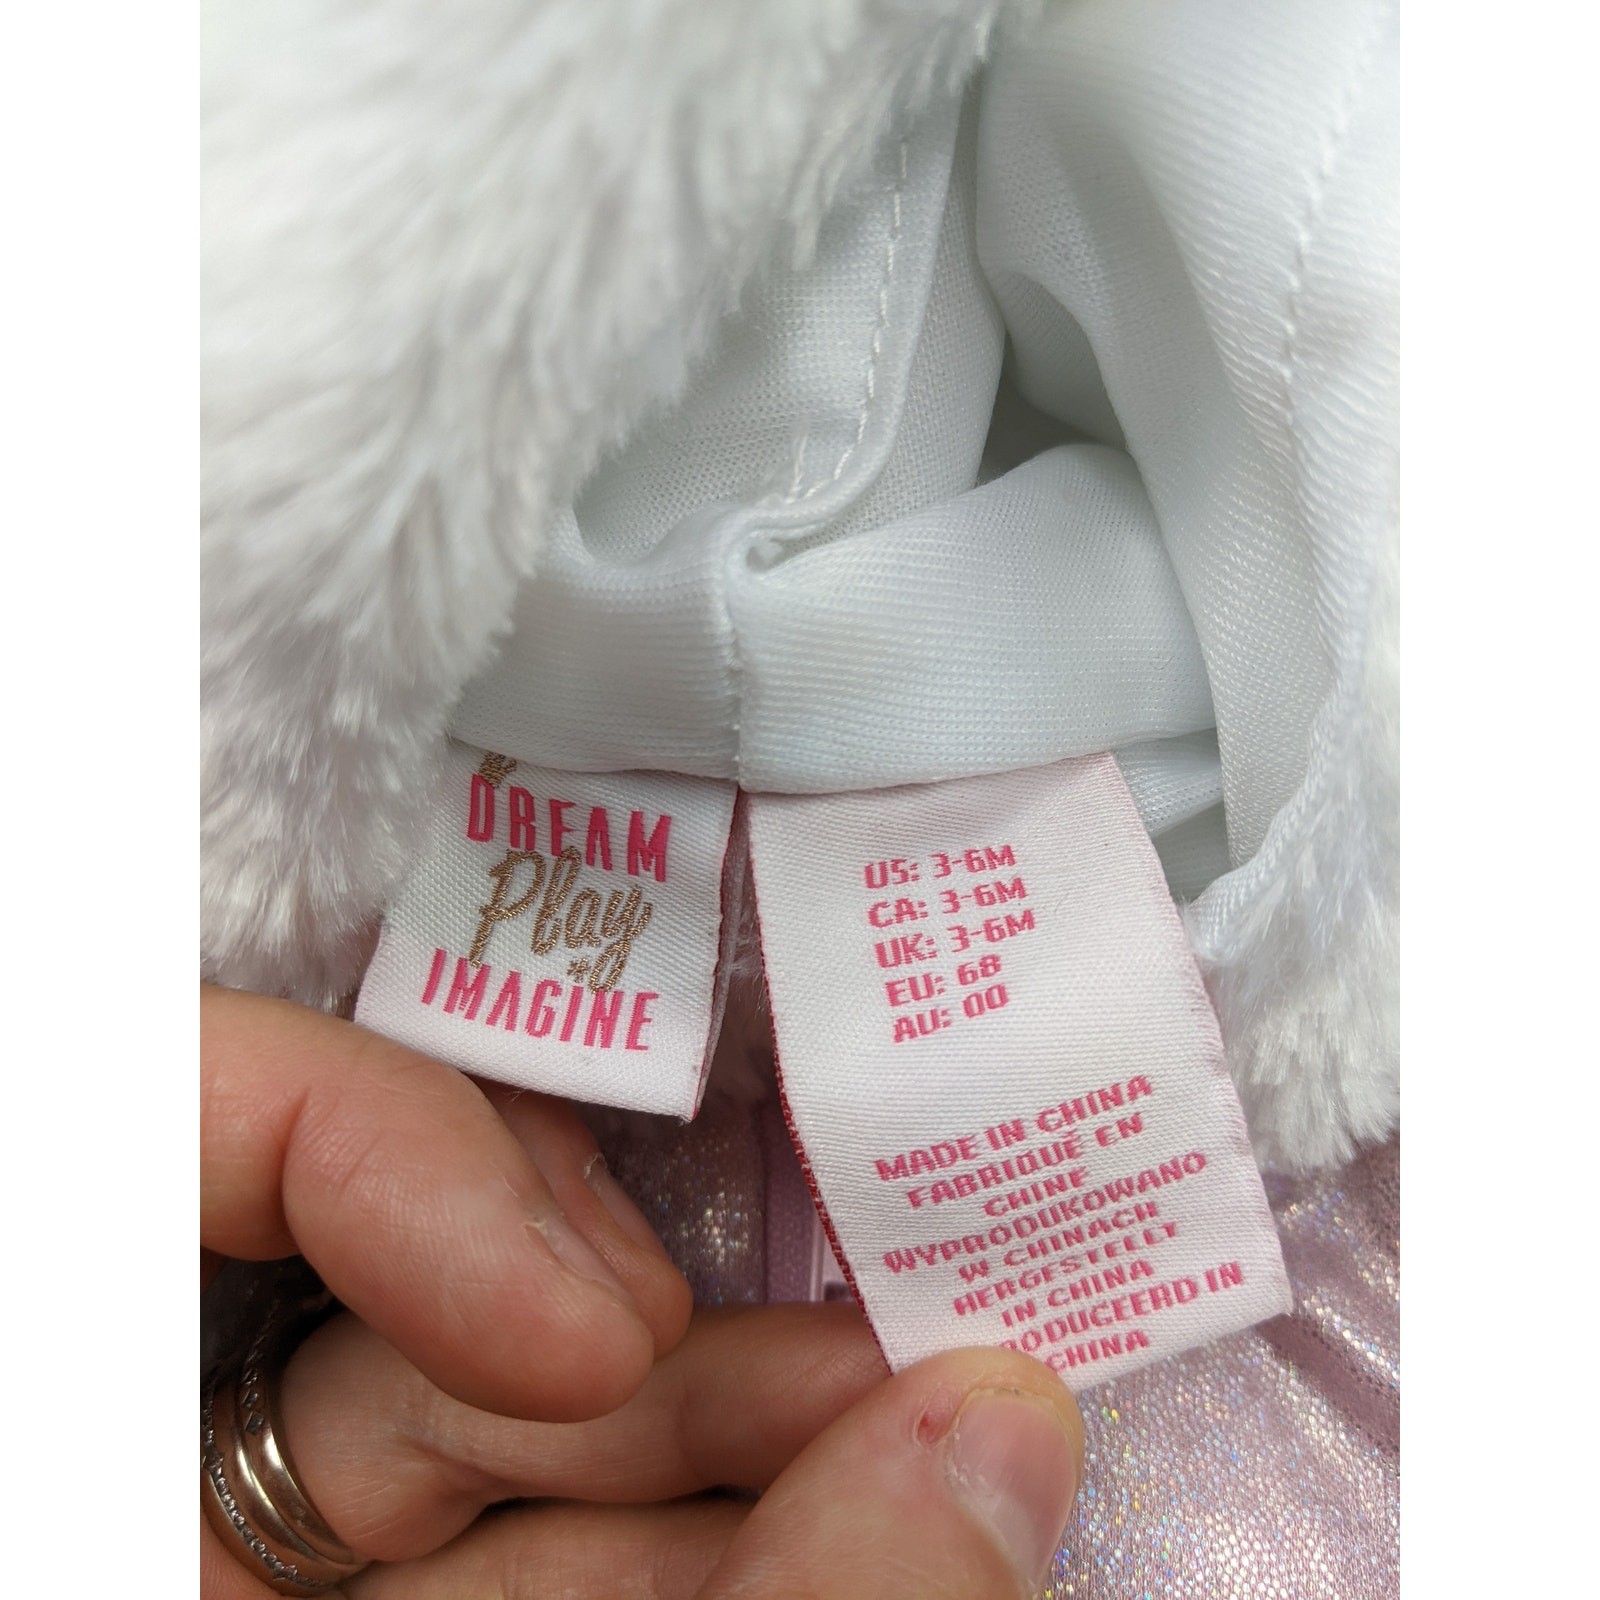 DREAM
Play
IMAGINE
US: 3-6M
CA: 3-6M
UK: 3-6M
EU: 68
AU: 00
MADE IN CHINA
FABRIQUÉ EN
CHINE
WYPRODUKOWANO
W CHINACH
HERGESTELLT
IN CHINA
RODUCEERD IN
CHINA